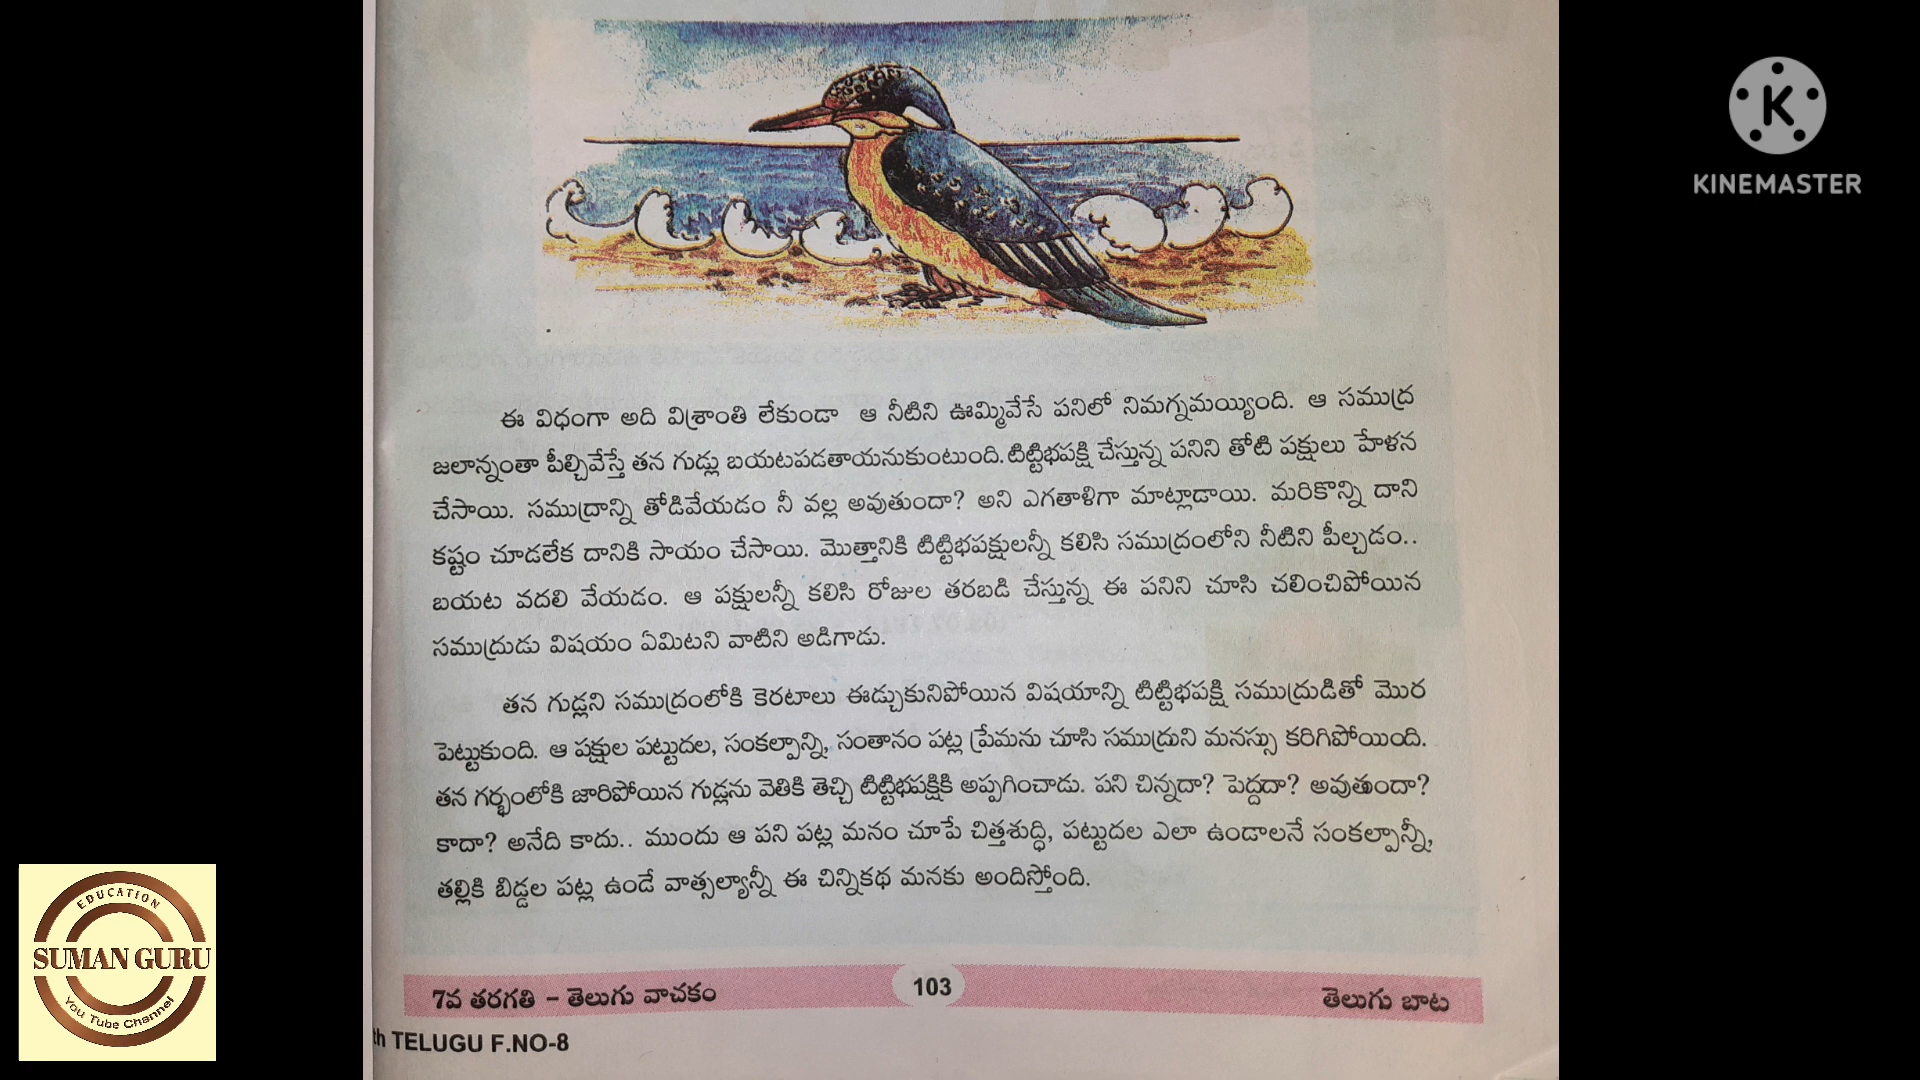 KINEMASTER
ఈ విధంగా అది విశ్రాంతి లేకుండా ఆ నీటిని ఊమ్మివేసే పనిలో నిమగ్నమయ్యింది. ఆ సముద్ర
జలాన్నంతా పీల్చివేస్తే తన గుడ్లు బయటపడతాయనుకుంటుంది. టిట్టిభపక్షి చేస్తున్న పనిని తోటి పక్షులు హేళన
చేసాయి. సముద్రాన్ని తోడివేయడం నీ వల్ల అవుతుందా? అని ఎగతాళిగా మాట్లాడాయి. మరికొన్ని దాని
కష్టం చూడలేక దానికి సాయం చేసాయి. మొత్తానికి టిట్టిభపక్షులన్నీ కలిసి సముద్రంలోని నీటిని పీల్చడం..
బయట వదలి వేయడం. ఆ పక్షులన్నీ కలిసి రోజుల తరబడి చేస్తున్న ఈ పనిని చూసి చలించిపోయిన
సముద్రుడు విషయం ఏమిటని వాటిని అడిగాడు.
తన గుడ్లని సముద్రంలోకి కెరటాలు ఈడ్చుకునిపోయిన విషయాన్ని టిట్టిభపక్షి సముద్రుడితో మొర
పెట్టుకుంది. ఆ పక్షుల పట్టుదల, సంకల్పాన్ని, సంతానం పట్ల ప్రేమను చూసి సముద్రుని మనస్సు కరిగిపోయింది.
తన గర్భంలోకి జారిపోయిన గుడ్లను వెతికి తెచ్చి టిట్టిభపక్షికి అప్పగించాడు. పని చిన్నదా? పెద్దదా? అవుతుందా?
కాదా? అనేది కాదు.. ముందు ఆ పని పట్ల మనం చూపే చిత్తశుద్ధి, పట్టుదల ఎలా ఉండాలనే సంకల్పాన్నీ,
తల్లికి బిడ్డల పట్ల ఉండే వాత్సల్యాన్నీ ఈ చిన్నికథ మనకు అందిస్తోంది.
7వ తరగతి – తెలుగు వాచకం 103 తెలుగు బాట
th TELUGU F.NO-8
EDUCATION
SUMAN GURU
You Tube Channel